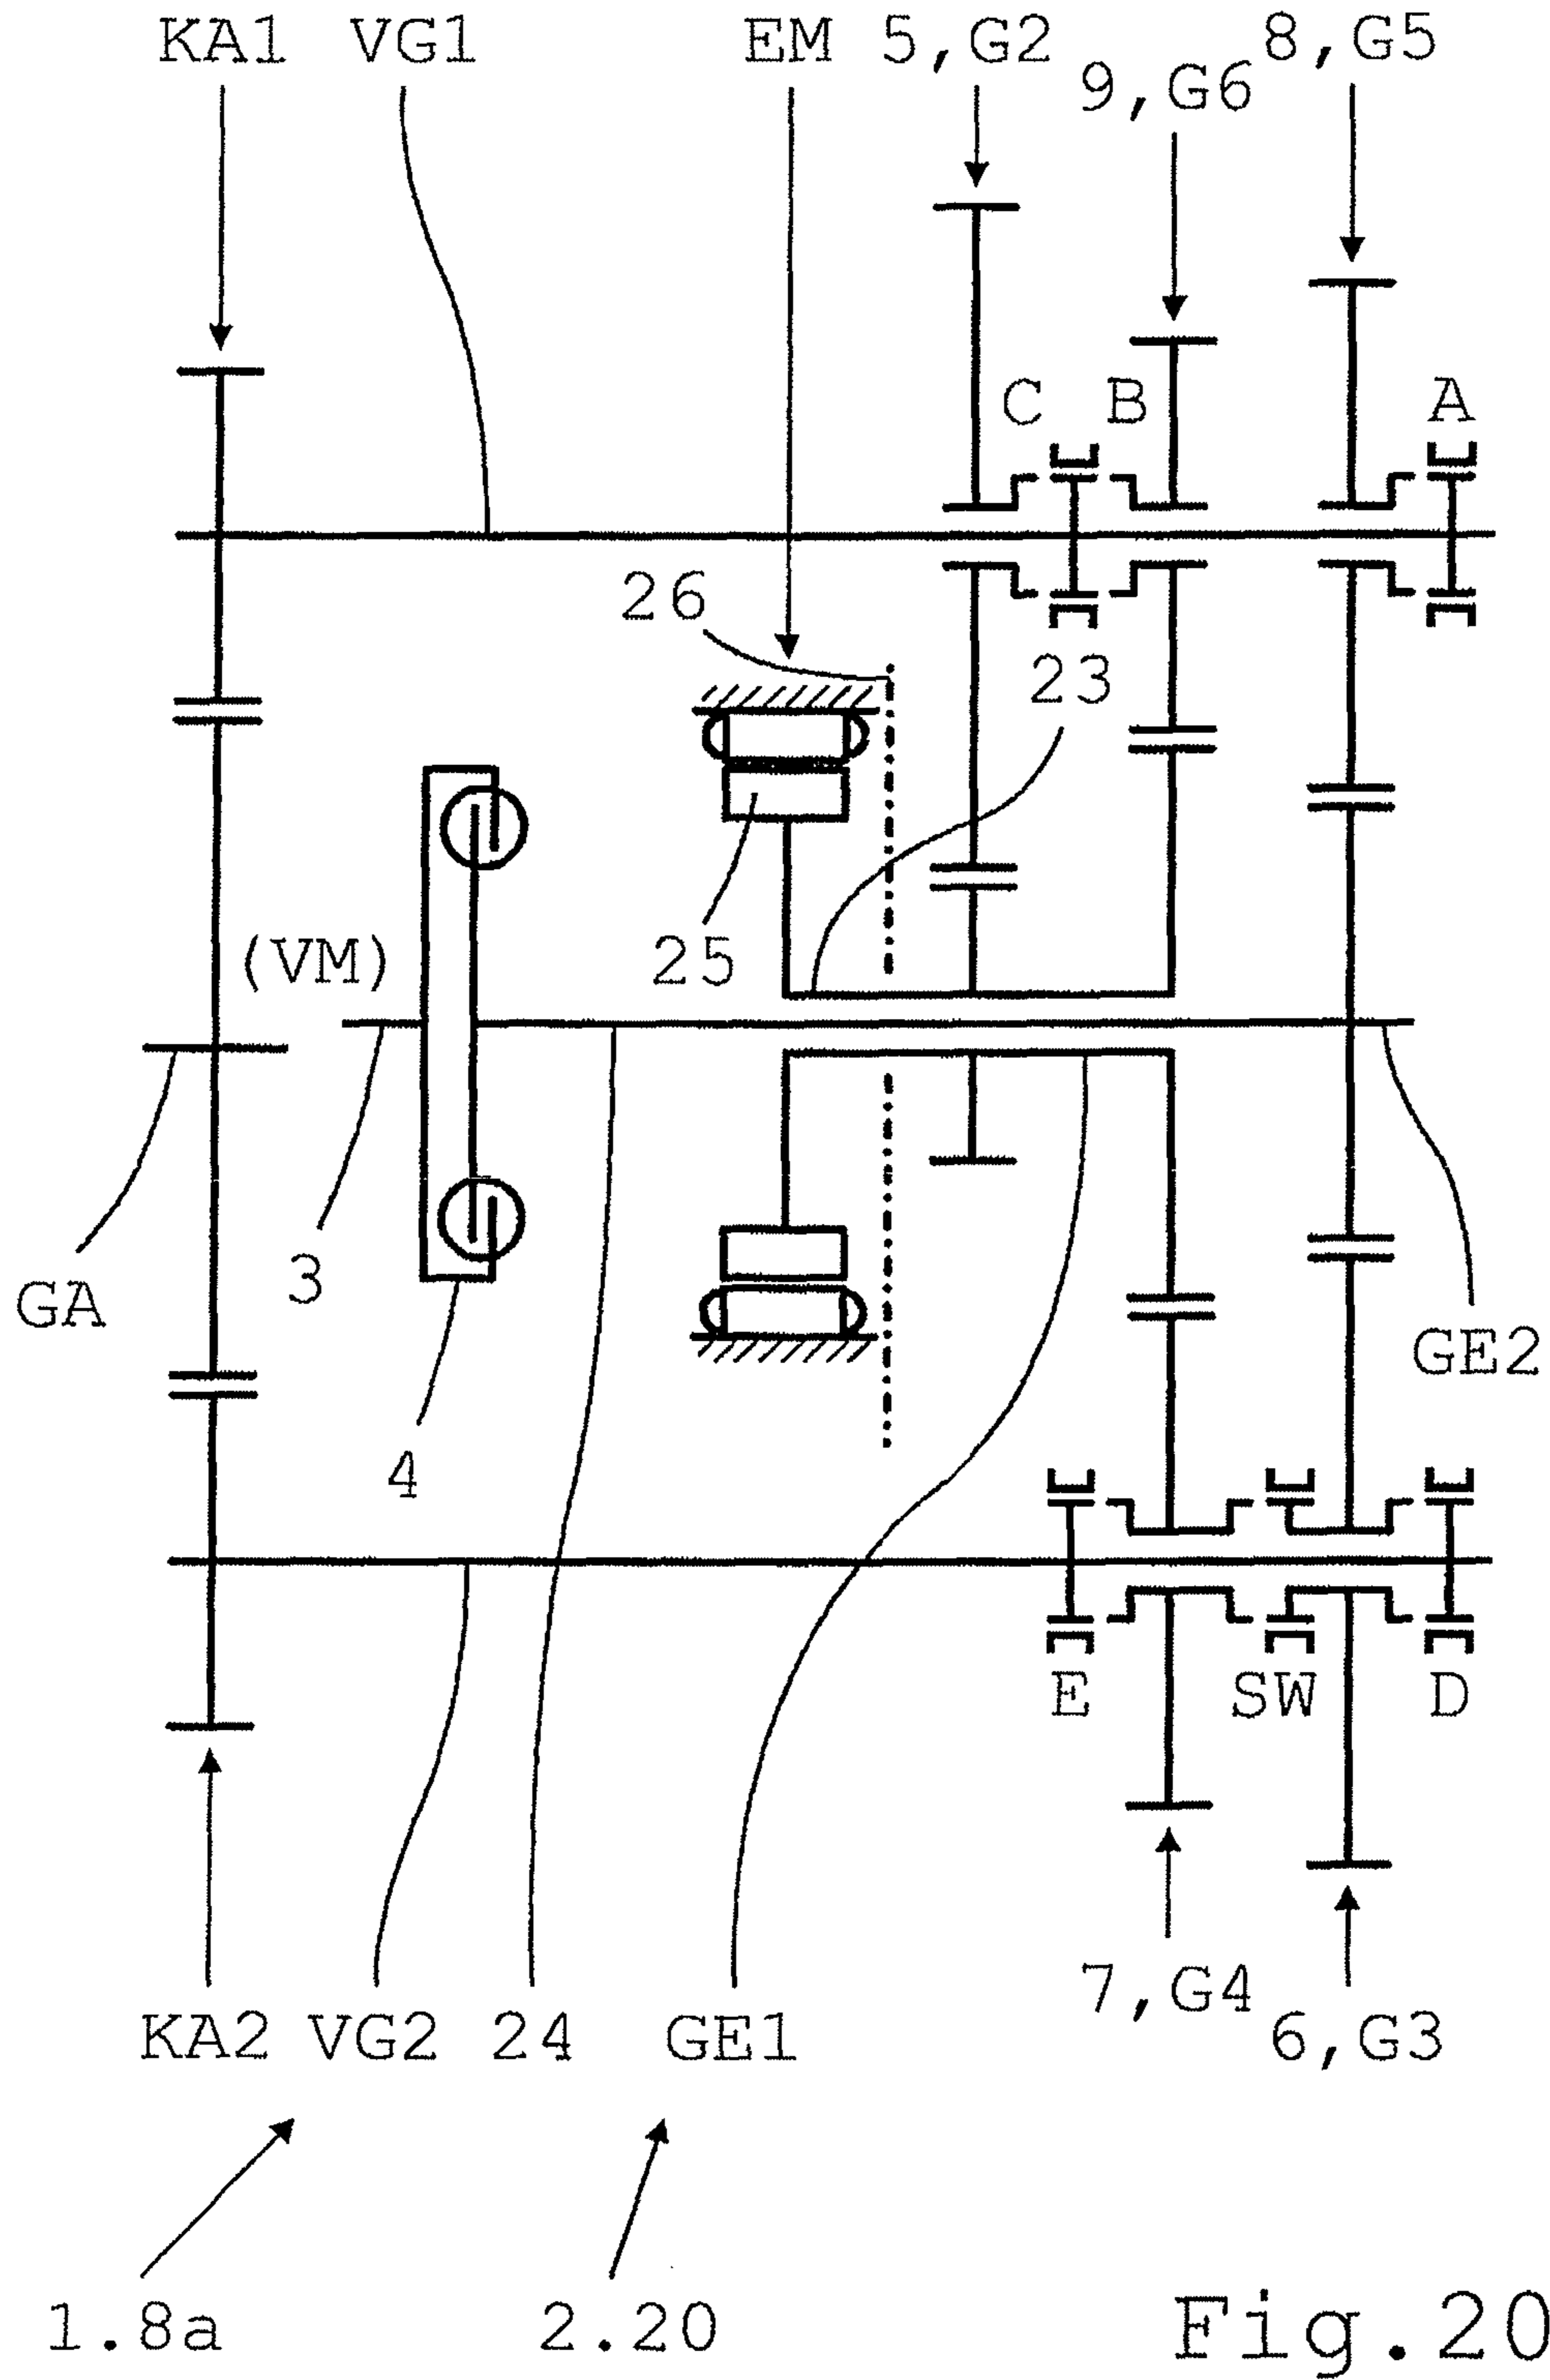 KA1 VG1 EM 5,G2 8,G5
9,G6
C B A
26
23
(VM)
25
GA 3
GE2
4
E SW D
7,G4
KA2 VG2 24 GE1 6,G3
1.8a 2.20 Fig.20